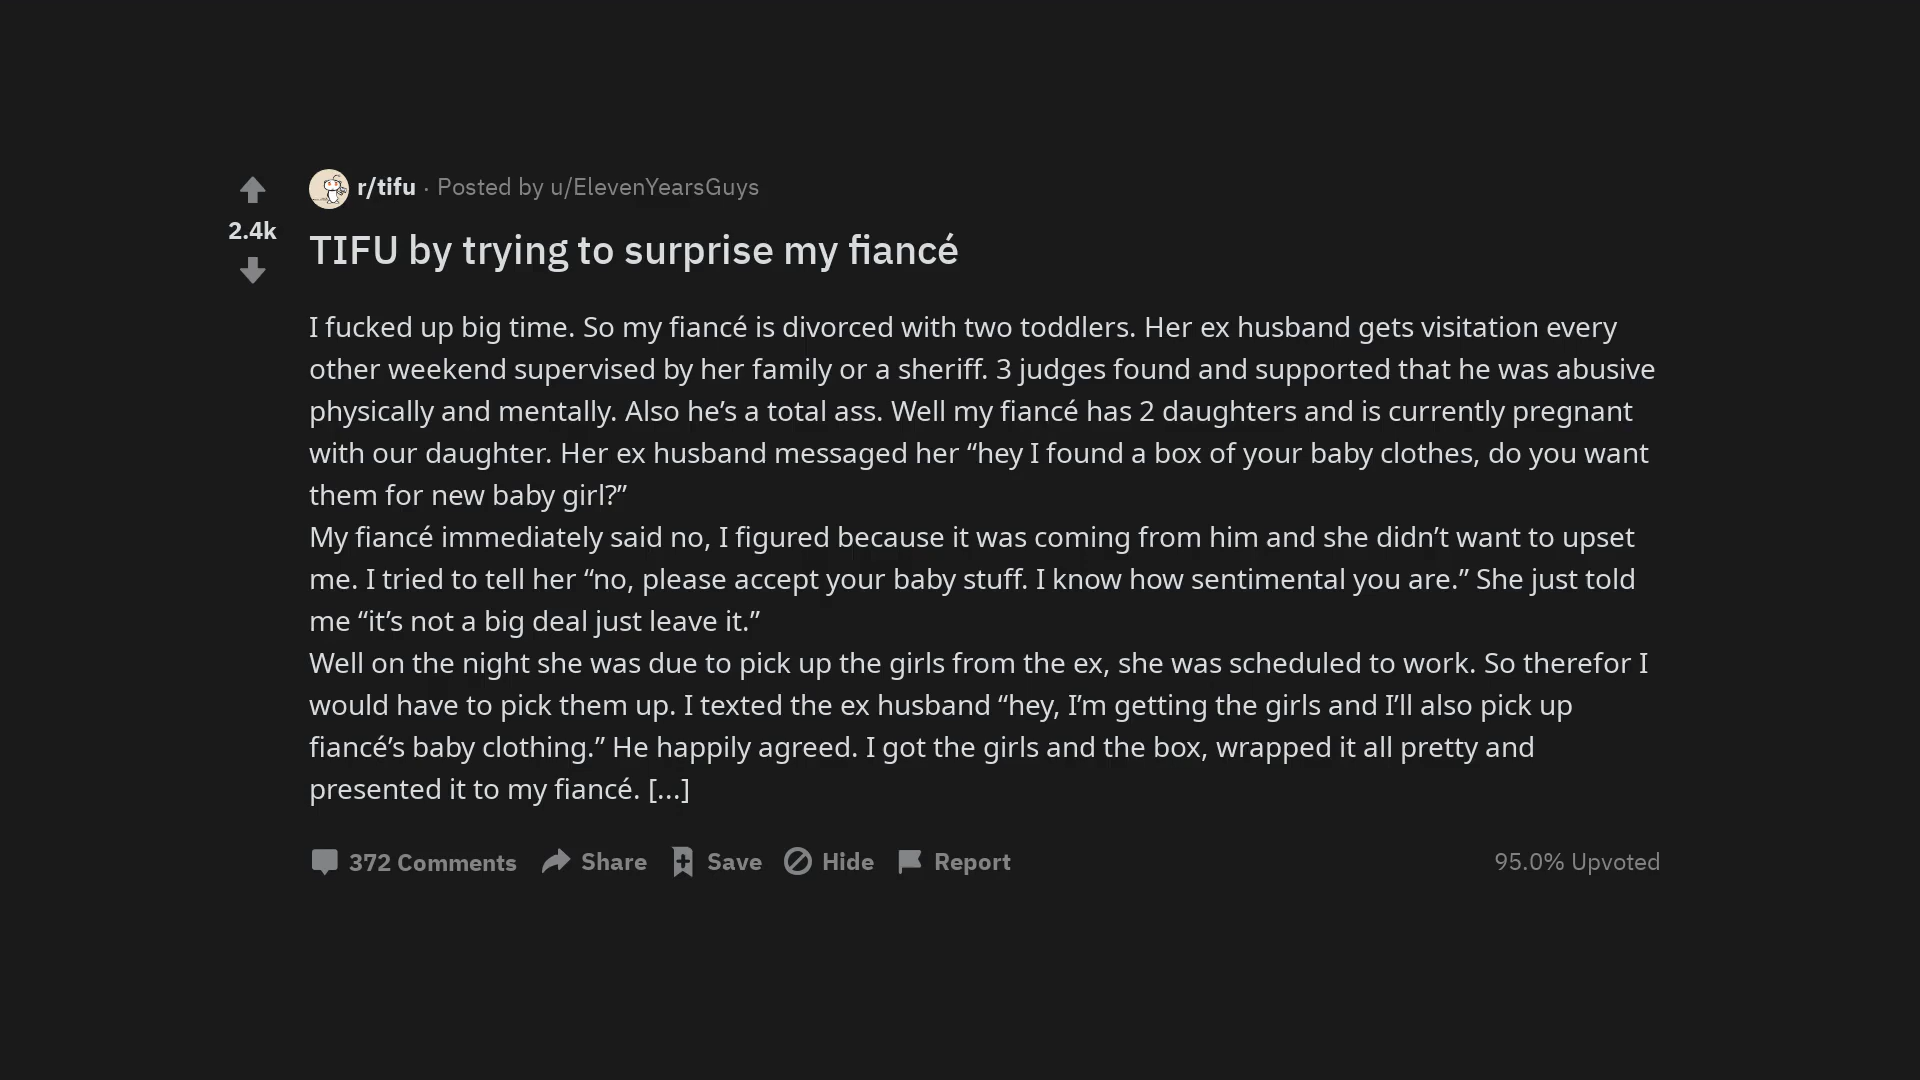 r/tifu · Posted by u/ElevenYearsGuys
2.4k
TIFU by trying to surprise my fiancé
I fucked up big time. So my fiancé is divorced with two toddlers. Her ex husband gets visitation every
other weekend supervised by her family or a sheriff. 3 judges found and supported that he was abusive
physically and mentally. Also he’s a total ass. Well my fiancé has 2 daughters and is currently pregnant
with our daughter. Her ex husband messaged her “hey I found a box of your baby clothes, do you want
them for new baby girl?”
My fiancé immediately said no, I figured because it was coming from him and she didn’t want to upset
me. I tried to tell her “no, please accept your baby stuff. I know how sentimental you are.” She just told
me “it’s not a big deal just leave it.”
Well on the night she was due to pick up the girls from the ex, she was scheduled to work. So therefor I
would have to pick them up. I texted the ex husband “hey, I’m getting the girls and I’ll also pick up
fiancé’s baby clothing.” He happily agreed. I got the girls and the box, wrapped it all pretty and
presented it to my fiancé. [...]
372 Comments Share Save Hide Report 95.0% Upvoted